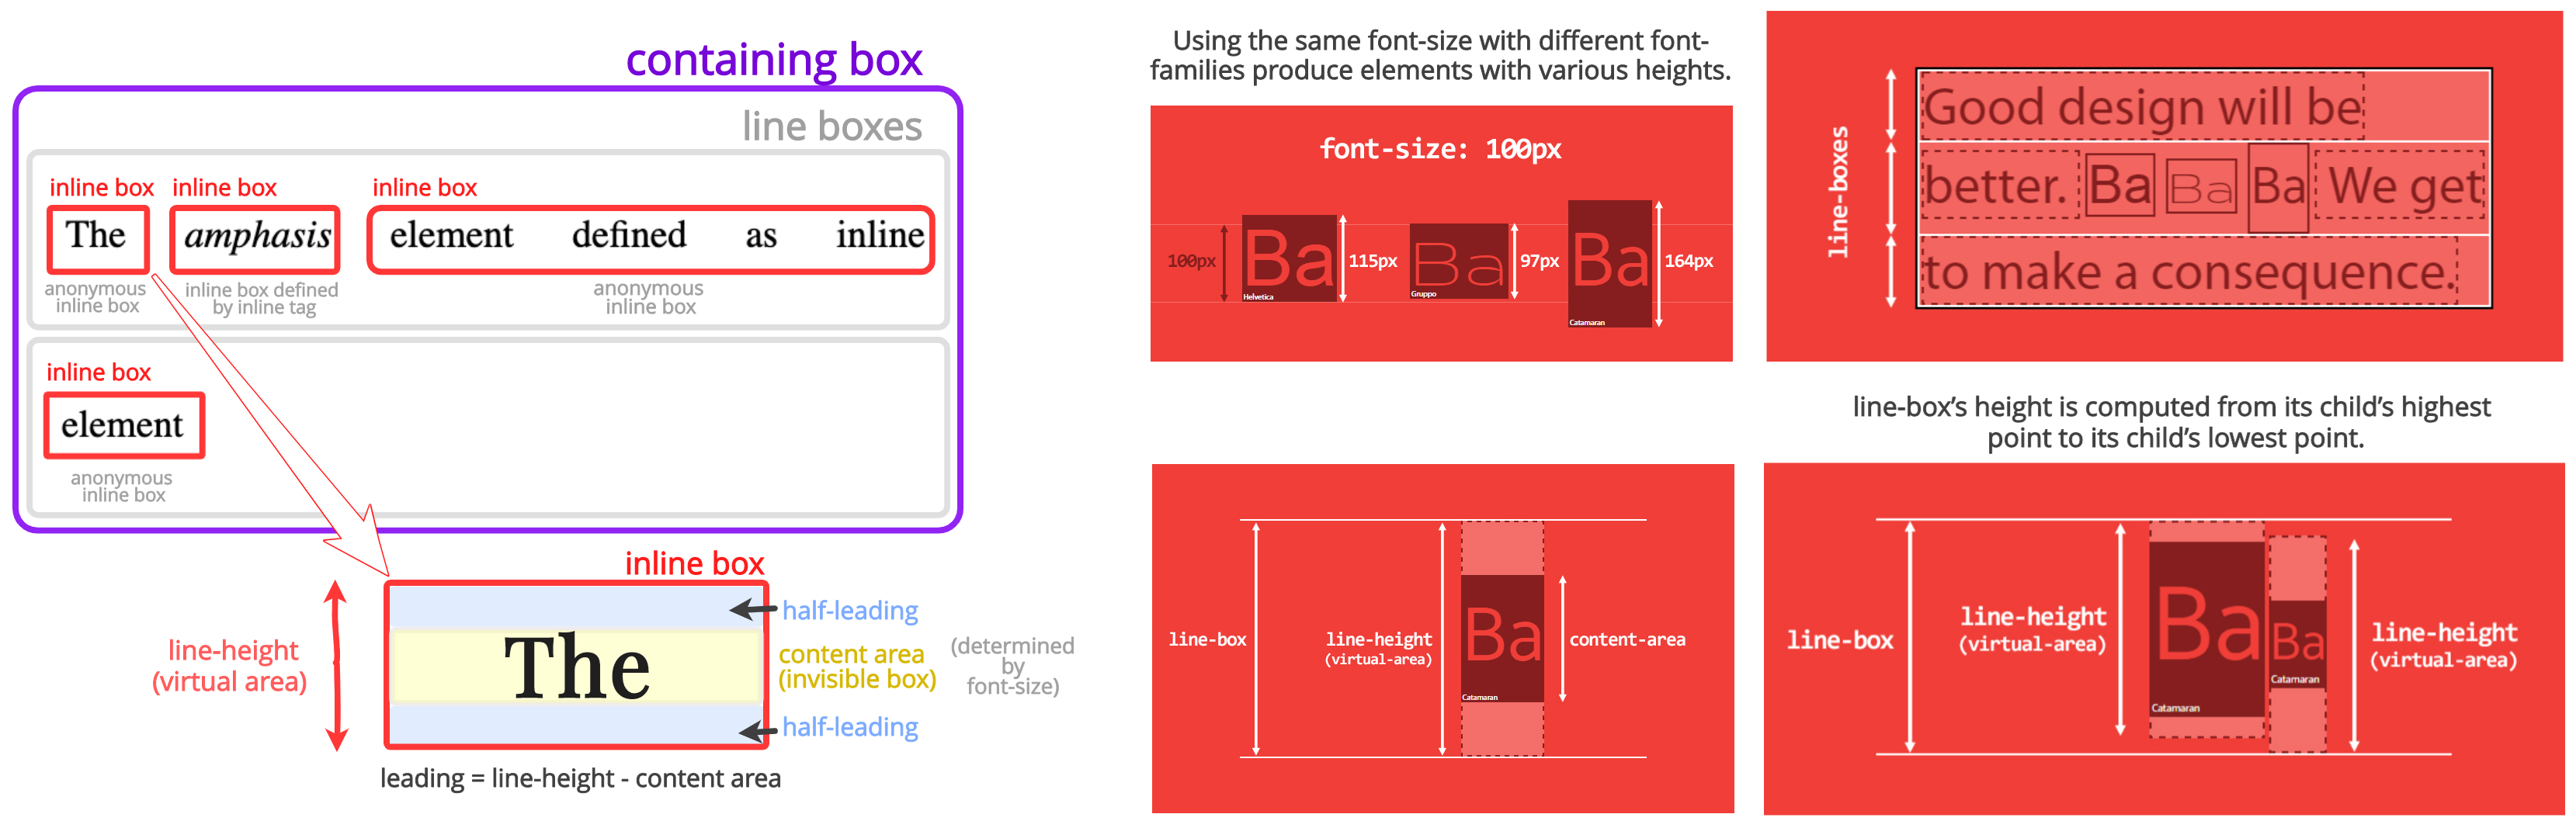 containing box
line boxes
inline box inline box inline box
The amphasis element defined as inline
anonymous
inline box
inline box defined
by inline tag
anonymous
inline box
inline box
element
anonymous
inline box
inline box
line-height
(virtual area)
half-leading
The
content area
(invisible box)
(determined
by
font-size)
half-leading
leading = line-height - content area
Using the same font-size with different font-
families produce elements with various heights.
font-size: 100px
100px
Ba
Helvetica
115px
Ba
Gruppo
97px
Ba
Catamaran
164px
line-boxes
Good design will be
better. Ba Ba Ba We get
to make a consequence.
line-box
line-height
(virtual-area)
Ba
Catamaran
content-area
line-box's height is computed from its child's highest
point to its child's lowest point.
line-box
line-height
(virtual-area)
Ba
Catamaran
Ba
Catamaran
line-height
(virtual-area)